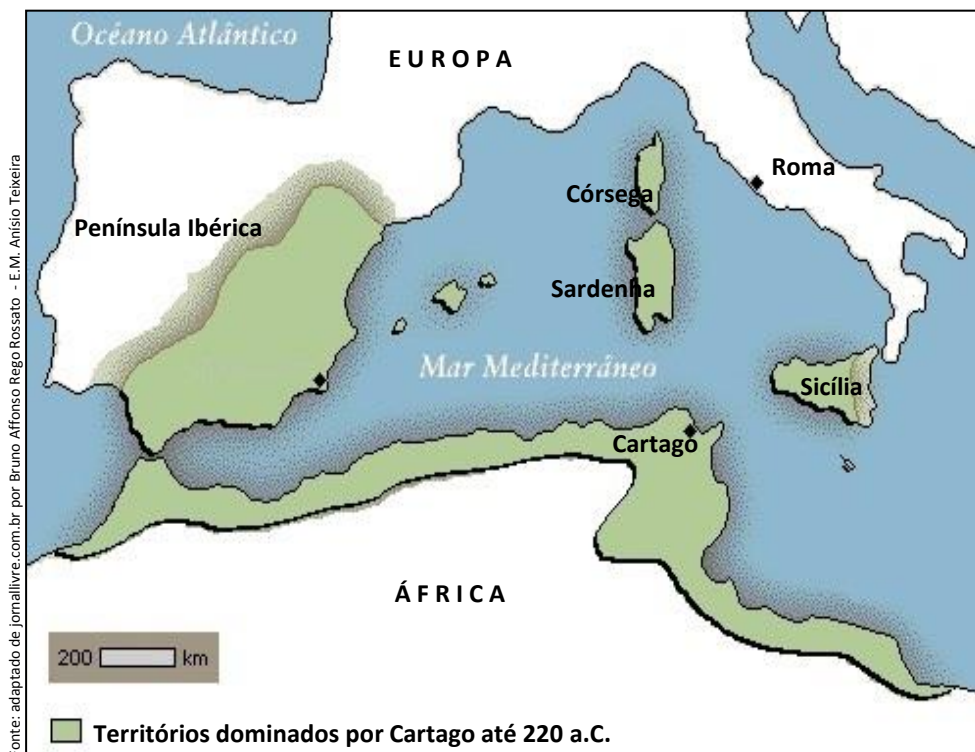 Océano Atlântico
EUROPA
Roma
Córsega
Península Ibérica
Sardenha
Mar Mediterrâneo
Sicília
Cartago
ÁFRICA
200 km
Territórios dominados por Cartago até 220 a.C.
Fonte: adaptado de jornallivre.com.br por Bruno Affonso Rego Rossato - E.M. Anísio Teixeira